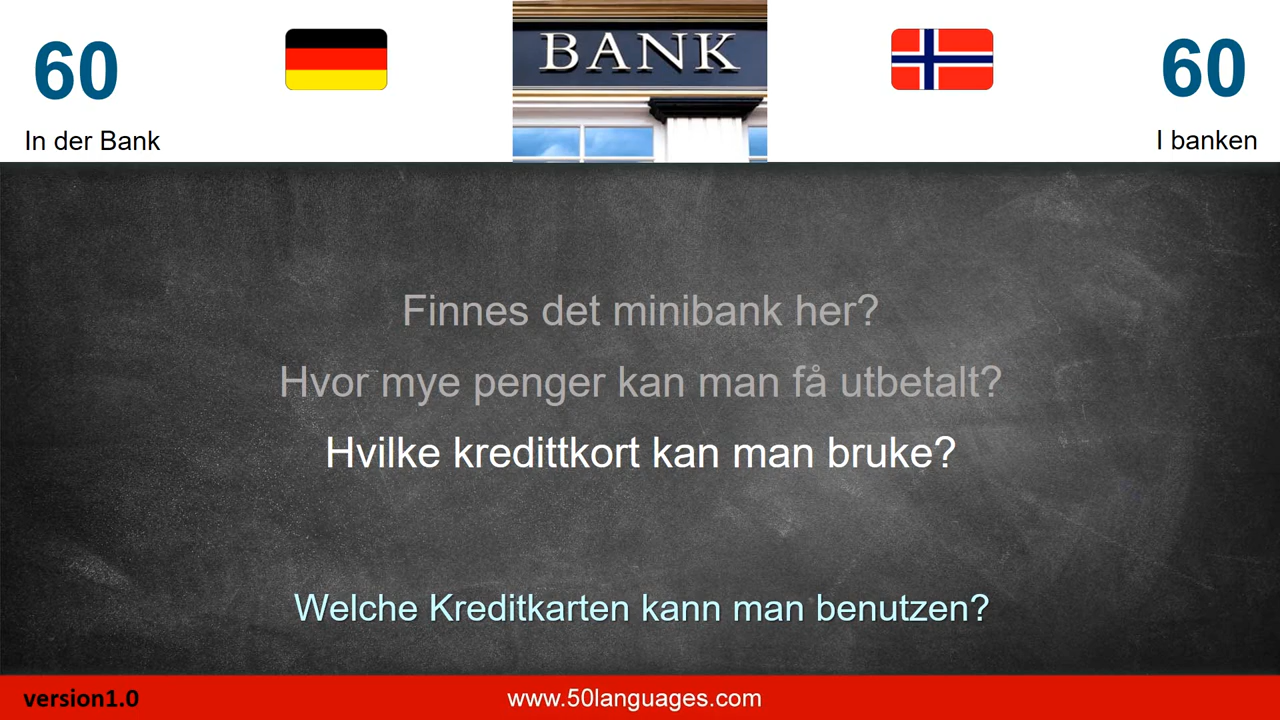 60
In der Bank
BANK
60
I banken
Finnes det minibank her?
Hvor mye penger kan man få utbetalt?
Hvilke kredittkort kan man bruke?
Welche Kreditkarten kann man benutzen?
version1.0
www.50languages.com